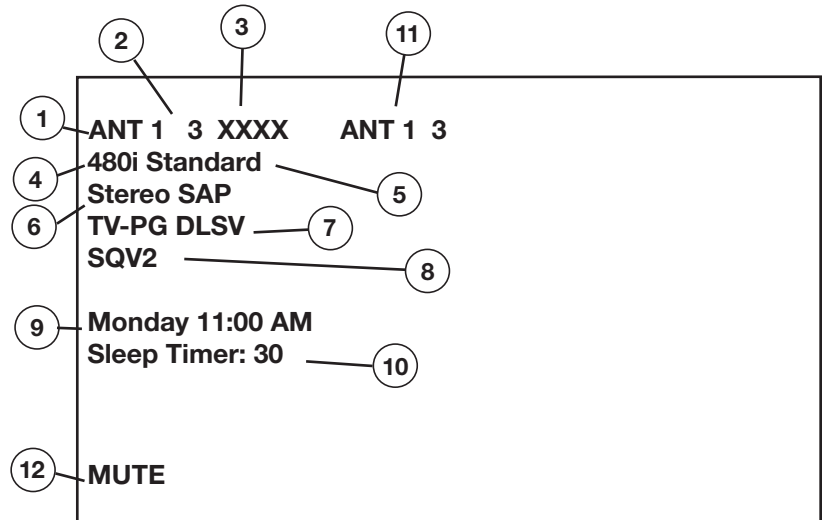 2 3 11
1 ANT 1 3 XXXX ANT 1 3
4 480i Standard 5
6 Stereo SAP
TV-PG DLSV 7
SQV2 8
9 Monday 11:00 AM
Sleep Timer: 30 10
12 MUTE